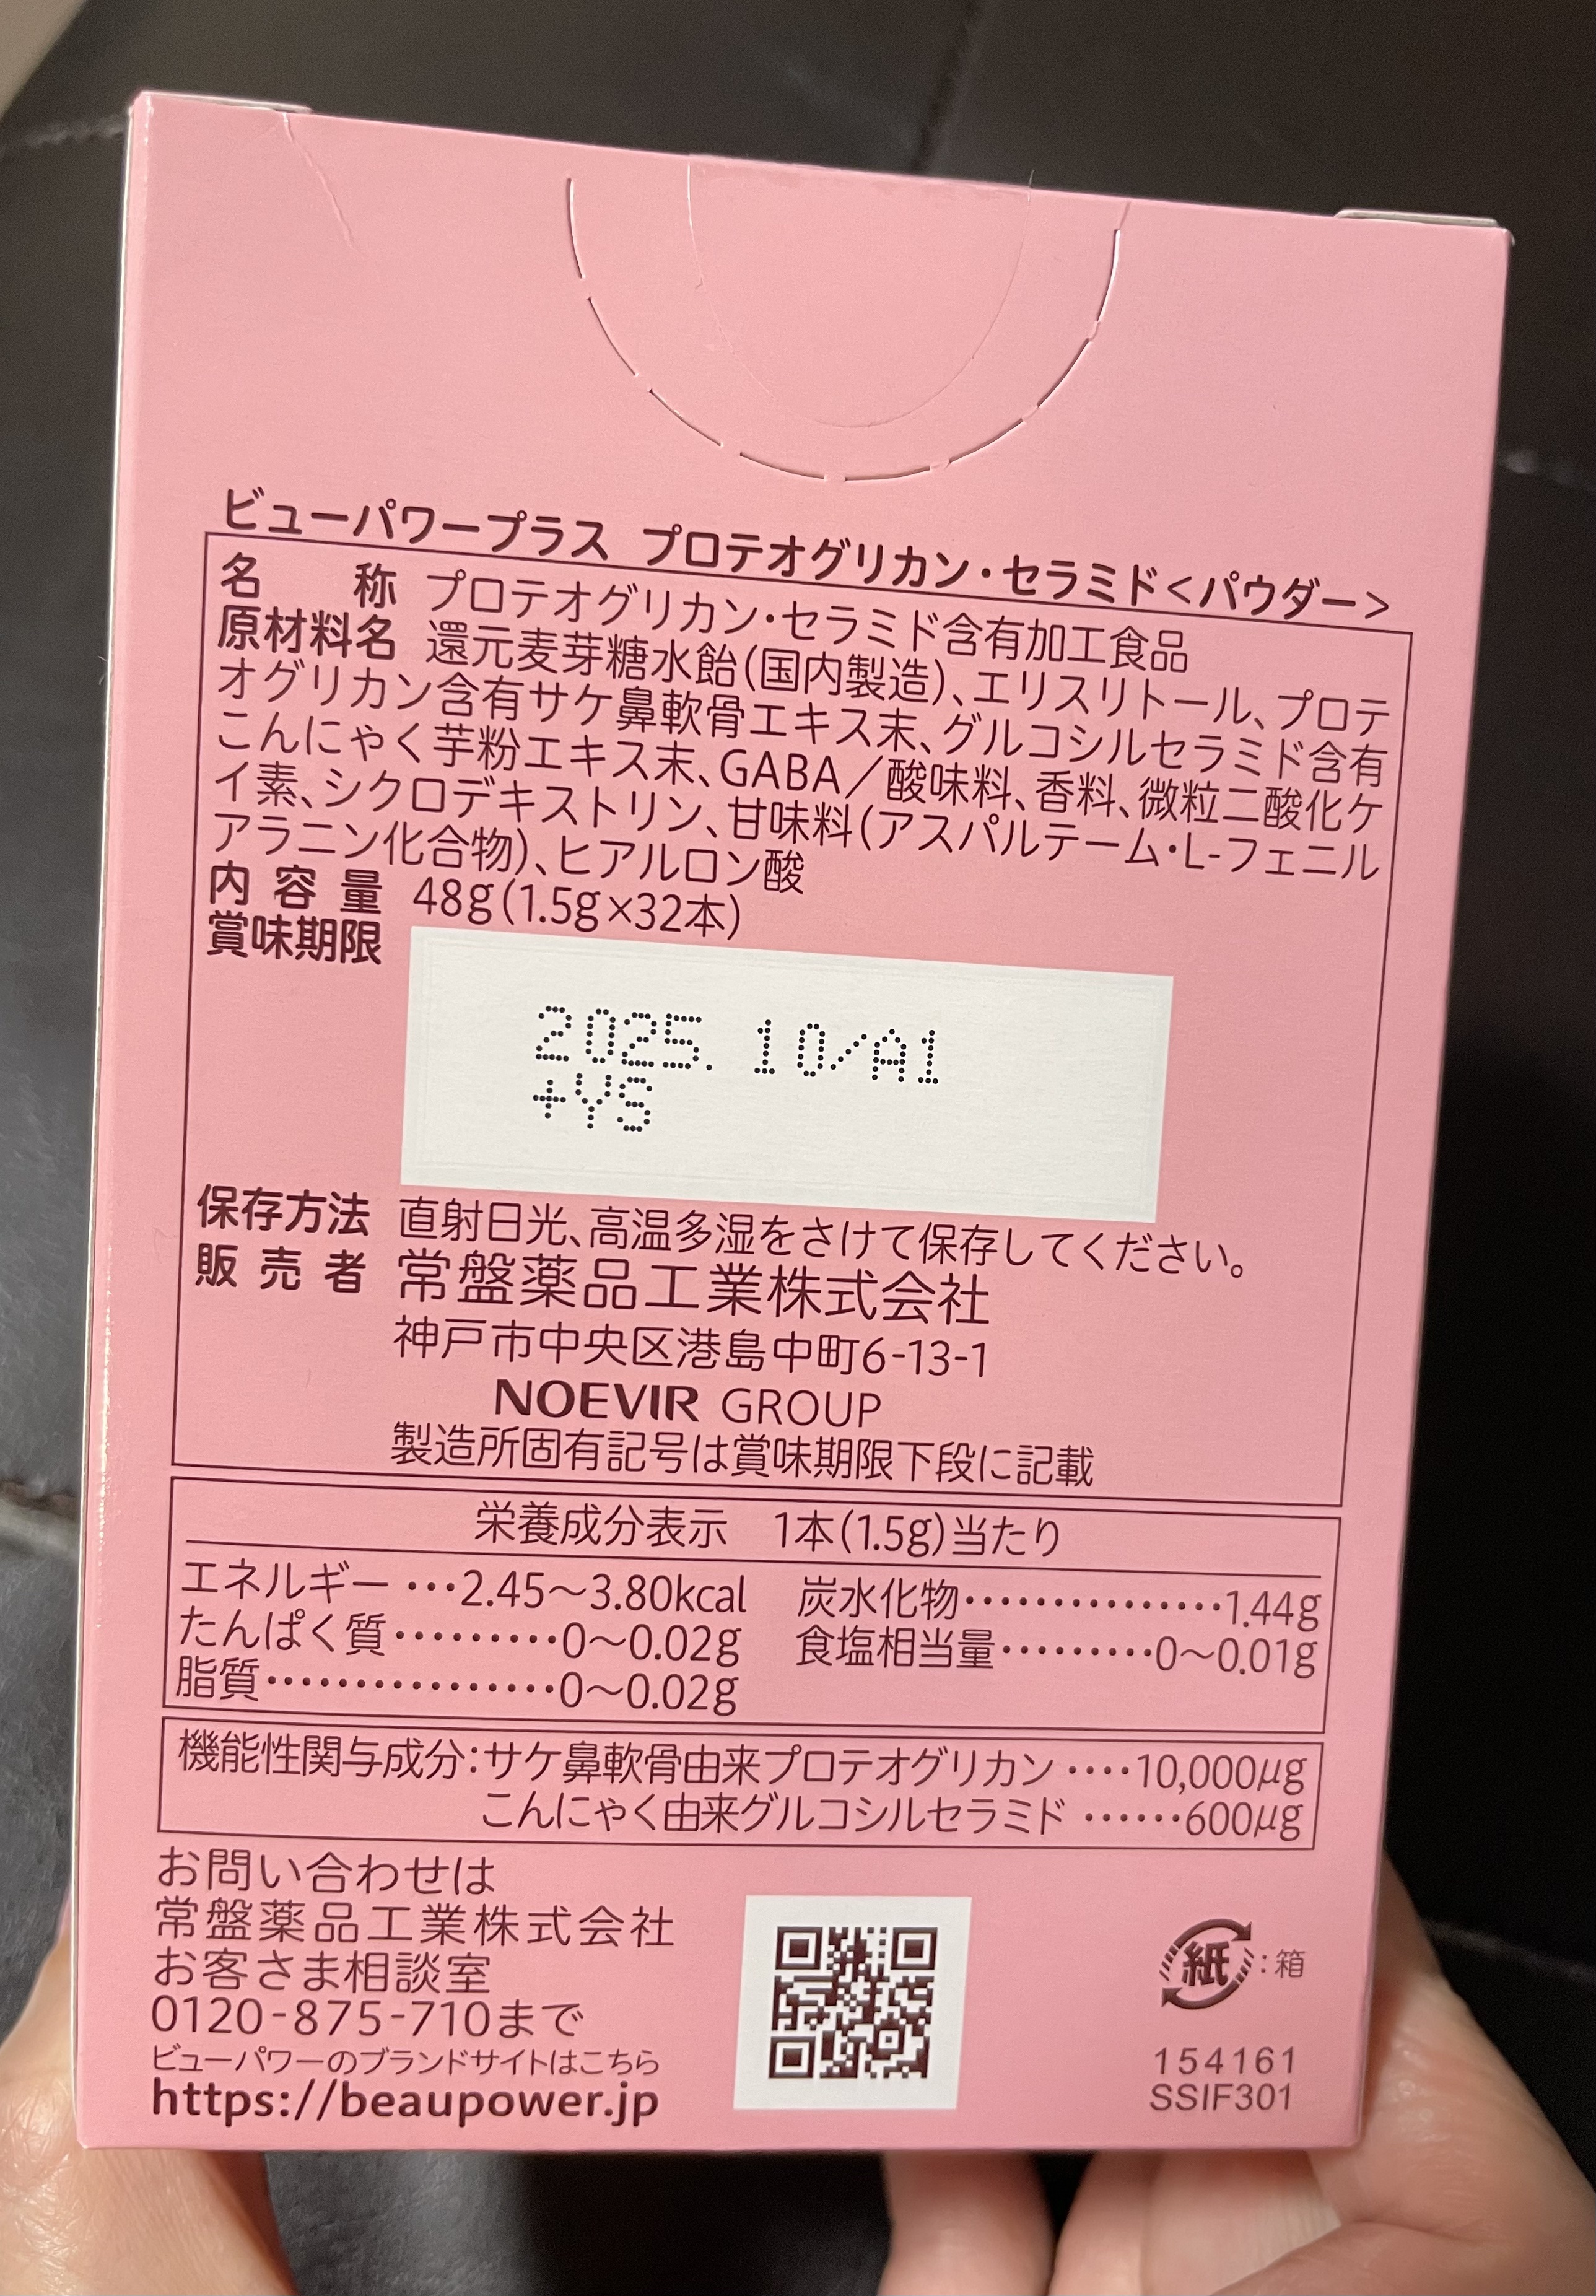 ビューパワープラス プロテオグリカン・セラミド<パウダー>
名称 プロテオグリカン・セラミド含有加工食品
原材料名 還元麦芽糖水飴(国内製造)、エリスリトール、プロテ
オグリカン含有サケ鼻軟骨エキス末、グルコシルセラミド含有
こんにゃく芋粉エキス末、GABA/酸味料、香料、微粒二酸化ケ
イ素、シクロデキストリン、甘味料(アスパルテーム・L-フェニル
アラニン化合物)、ヒアルロン酸
内容量 48g(1.5g×32本)
賞味期限
2025.10/A1
+YS
保存方法 直射日光、高温多湿をさけて保存してください。
販売者 常盤薬品工業株式会社
神戸市中央区港島中町6-13-1
NOEVIR GROUP
製造所固有記号は賞味期限下段に記載
栄養成分表示 1本(1.5g)当たり
エネルギー…2.45〜3.80kcal 炭水化物……………1.44g
たんぱく質………0〜0.02g 食塩相当量………0〜0.01g
脂質………………0〜0.02g
機能性関与成分:サケ鼻軟骨由来プロテオグリカン‥‥10,000μg
こんにゃく由来グルコシルセラミド……600μg
お問い合わせは
常盤薬品工業株式会社
お客さま相談室
0120-875-710まで
ビューパワーのブランドサイトはこちら
https://beaupower.jp
紙:箱
154161
SSIF301